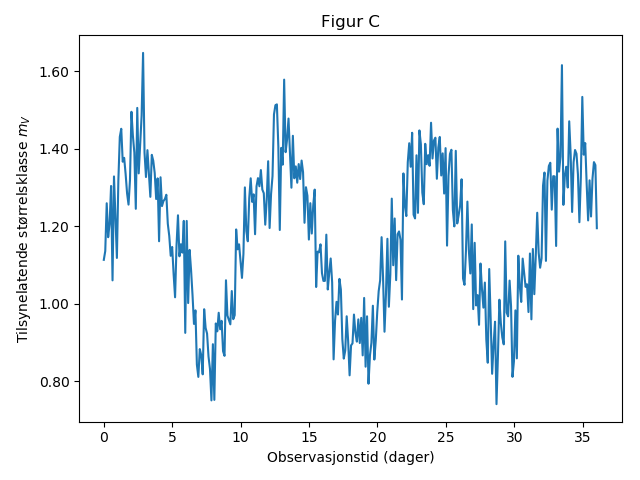 Figur C
Tilsynelatende størrelsklasse $m_V$
1.60
1.40
1.20
1.00
0.80
0 5 10 15 20 25 30 35
Observasjonstid (dager)